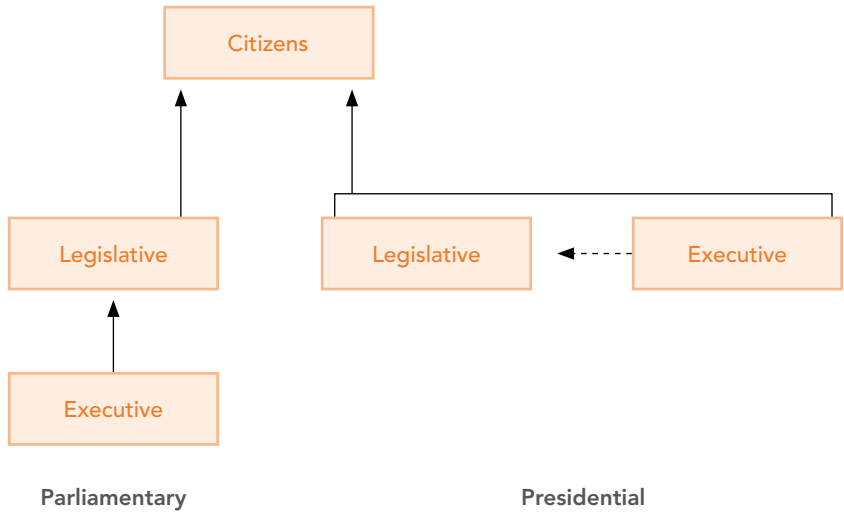 Citizens
Legislative
Legislative
Executive
Executive
Parliamentary
Presidential